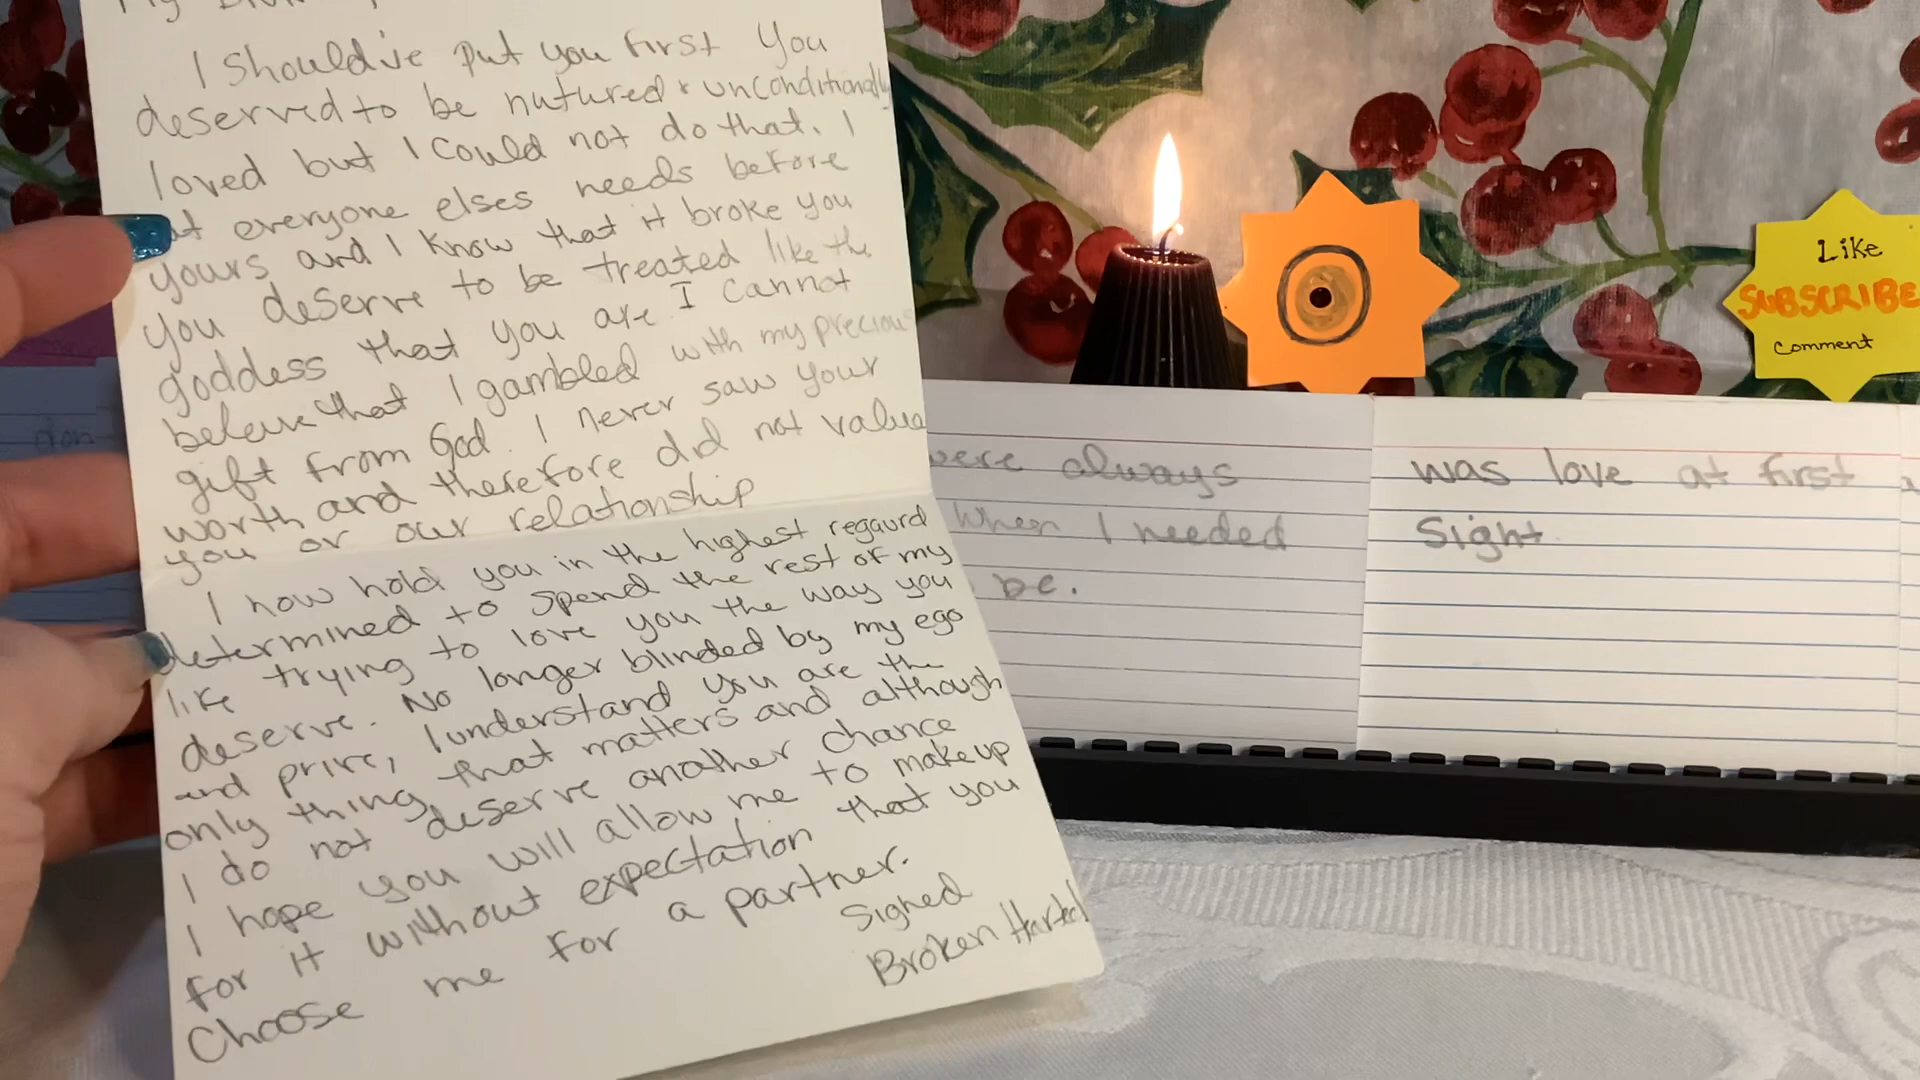 My
I should've put you first you
deserved to be nutured & unconditionally
loved but I could not do that. I
everyone elses needs before
yours and I know that it broke you
you deserve to be treated like the
goddess that you are I cannot
beleve that I gambled with my precious
gift from God. I never saw your
worth and therefore did not value
you or our relationship
I now hold you in the highest regaurd
determined to spend the rest of my
life trying to love you the way you
deserve. No longer blinded by my ego
and pride, I understand you are the
only thing that matters and although
I do not deserve another chance
I hope you will allow me to make up
for it without expectation that you
Choose me for a partner.
Signed
Broken Harted
don
always
When I needed
be.
was love at first
Sight
Like
SUBSCRIBE
comment